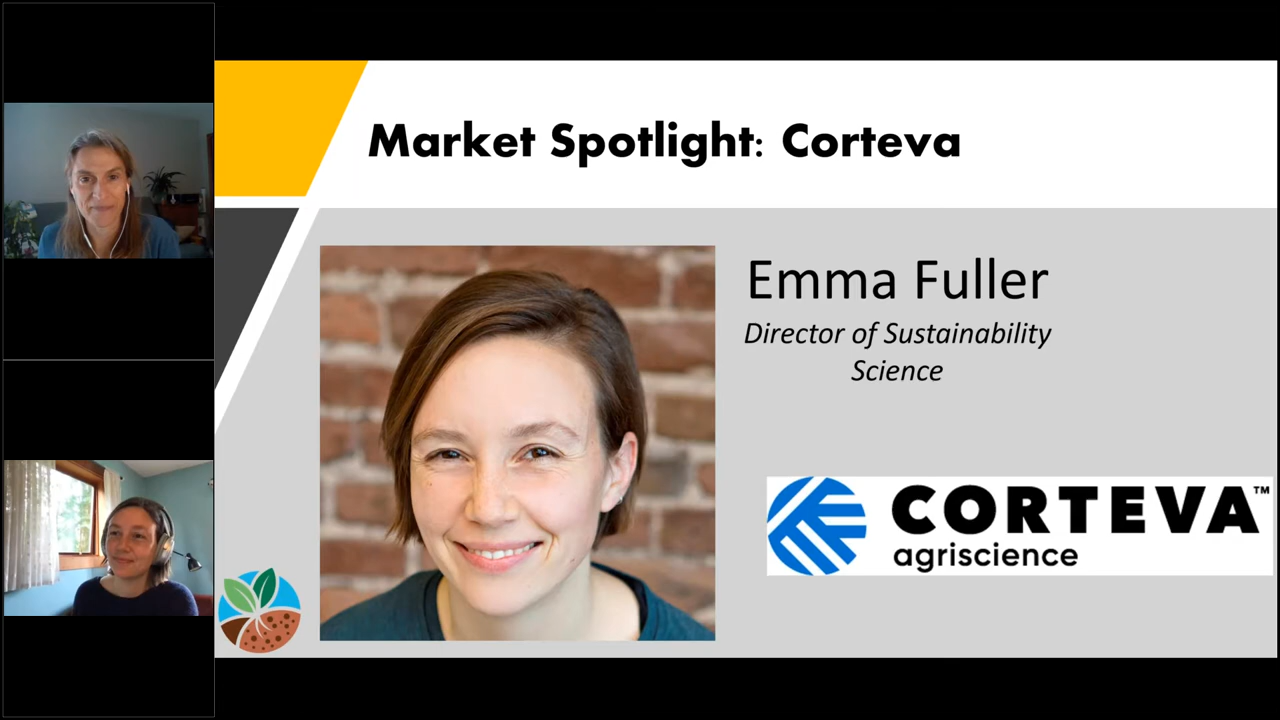 Market Spotlight: Corteva
Emma Fuller
Director of Sustainability
Science
CORTEVA™
agriscience